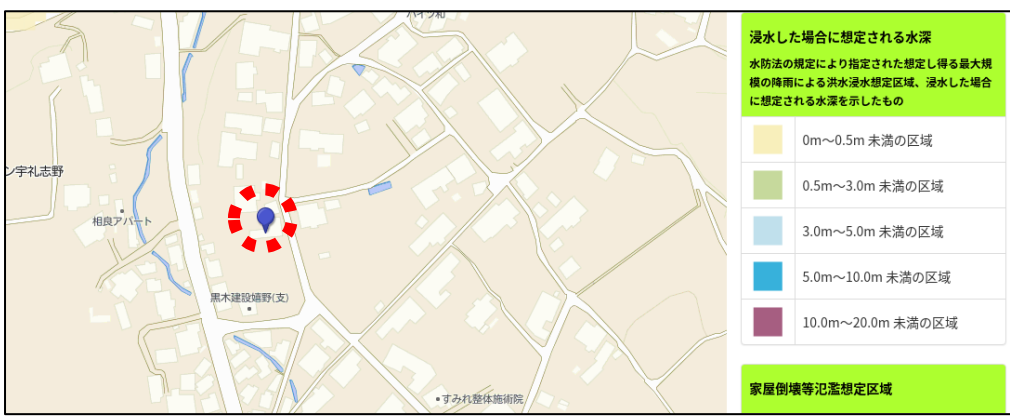 ハイツ和
ン宇礼志野
相良アパート
黒木建設嬉野(支)
すみれ整体施術院
浸水した場合に想定される水深
水防法の規定により指定された想定し得る最大規
模の降雨による洪水浸水想定区域、浸水した場合
に想定される水深を示したもの
0m～0.5m 未満の区域
0.5m～3.0m 未満の区域
3.0m～5.0m 未満の区域
5.0m～10.0m 未満の区域
10.0m～20.0m 未満の区域
家屋倒壊等氾濫想定区域